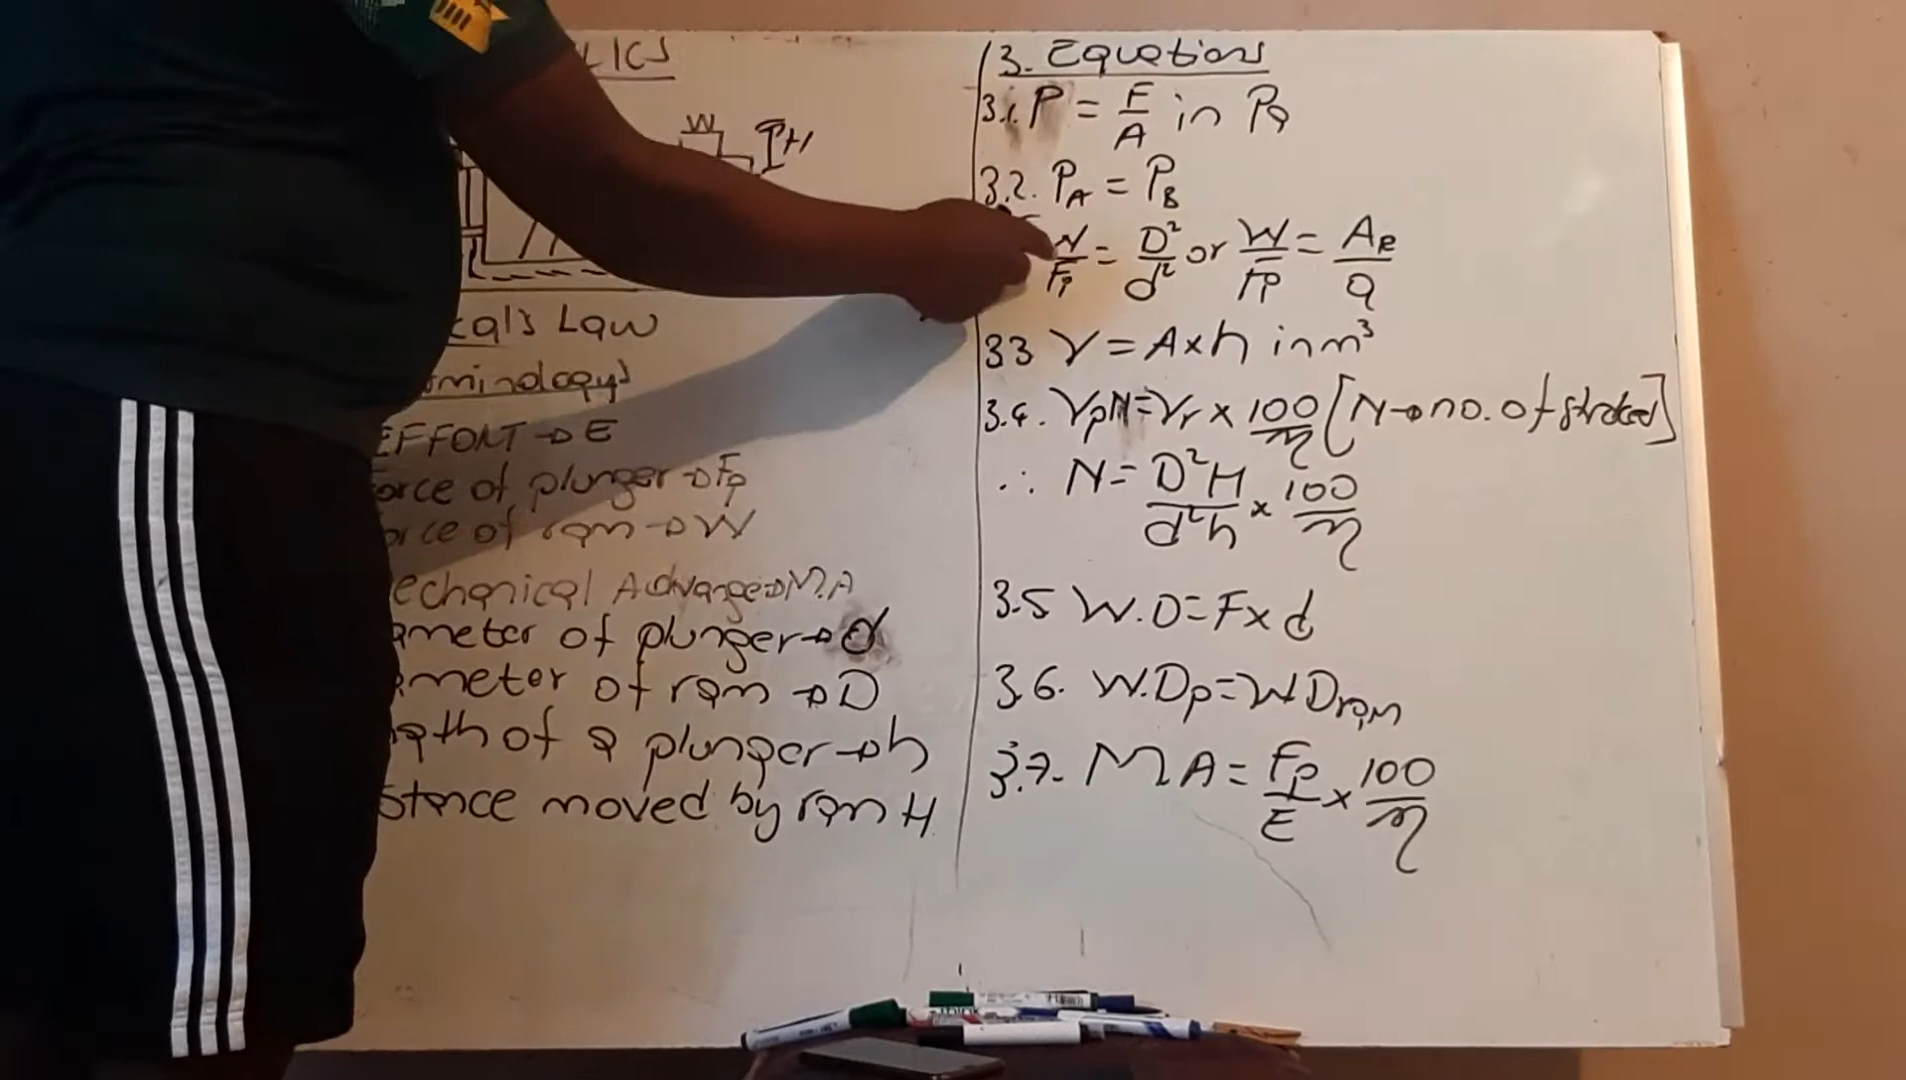 LICS
W
H
cal's Law
minology
EFFORT → E
orce of plunger → Fp
orce of ram → W
echanical Advange → M.A
ameter of plunger → d
ameter of ram → D
ngth of a plunger → h
stance moved by ram H
3. Equations
3.1. P = F/A in Pa
3.2. PA = PB
W/Fp = D²/d² or W/Fp = AR/a
3.3 V = A x h in m³
3.4. VpN = Vr x 100/η [N → no. of strokes]
∴ N = D²H/d²h x 100/η
3.5 W.D = F x d
3.6. W.Dp = W Dram
3.7. MA = Fp/E x 100/η